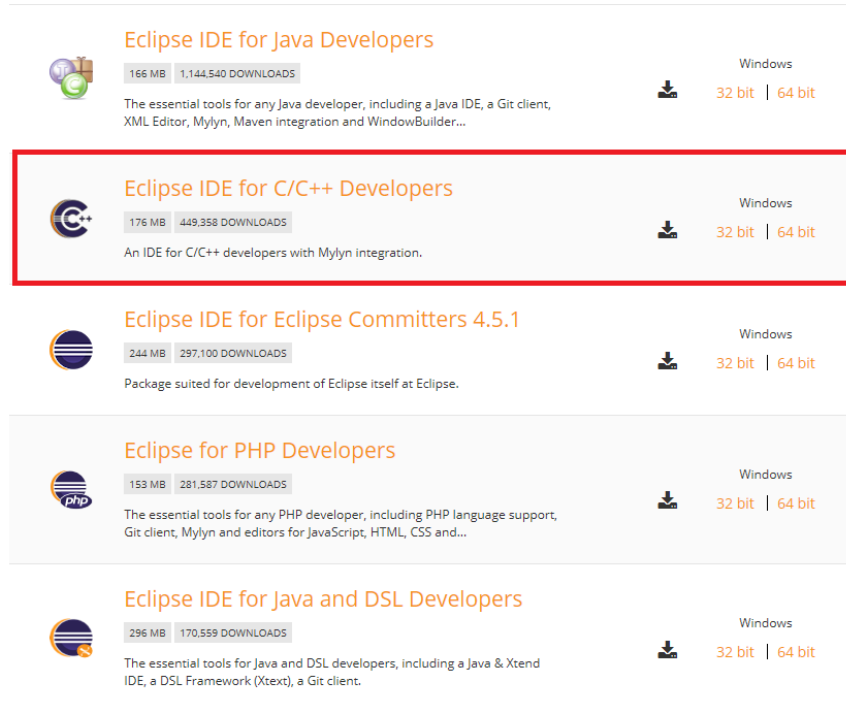 Eclipse IDE for Java Developers
166 MB 1,144,540 DOWNLOADS
The essential tools for any Java developer, including a Java IDE, a Git client,
XML Editor, Mylyn, Maven integration and WindowBuilder...
Windows
32 bit | 64 bit
Eclipse IDE for C/C++ Developers
176 MB 449,358 DOWNLOADS
An IDE for C/C++ developers with Mylyn integration.
Windows
32 bit | 64 bit
C++
Eclipse IDE for Eclipse Committers 4.5.1
244 MB 297,100 DOWNLOADS
Package suited for development of Eclipse itself at Eclipse.
Windows
32 bit | 64 bit
Eclipse for PHP Developers
153 MB 281,587 DOWNLOADS
The essential tools for any PHP developer, including PHP language support,
Git client, Mylyn and editors for JavaScript, HTML, CSS and...
Windows
32 bit | 64 bit
php
Eclipse IDE for Java and DSL Developers
296 MB 170,559 DOWNLOADS
The essential tools for Java and DSL developers, including a Java & Xtend
IDE, a DSL Framework (Xtext), a Git client.
Windows
32 bit | 64 bit